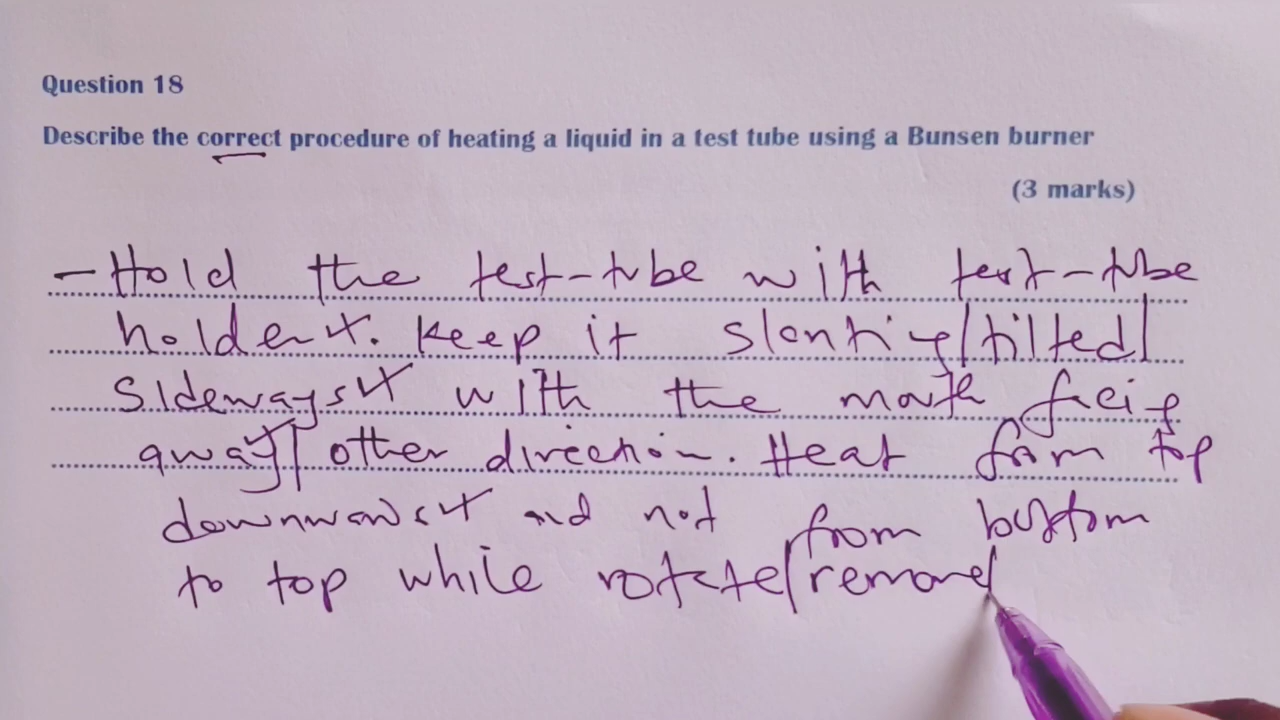 Question 18
Describe the correct procedure of heating a liquid in a test tube using a Bunsen burner
(3 marks)
- Hold the test-tube with test-tube
holder✓. Keep it slanting/tilted/
sideways✓ with the mouth facing
away✓/ other direction. Heat from top
downwards✓ and not from bottom
to top while rotate/remove/